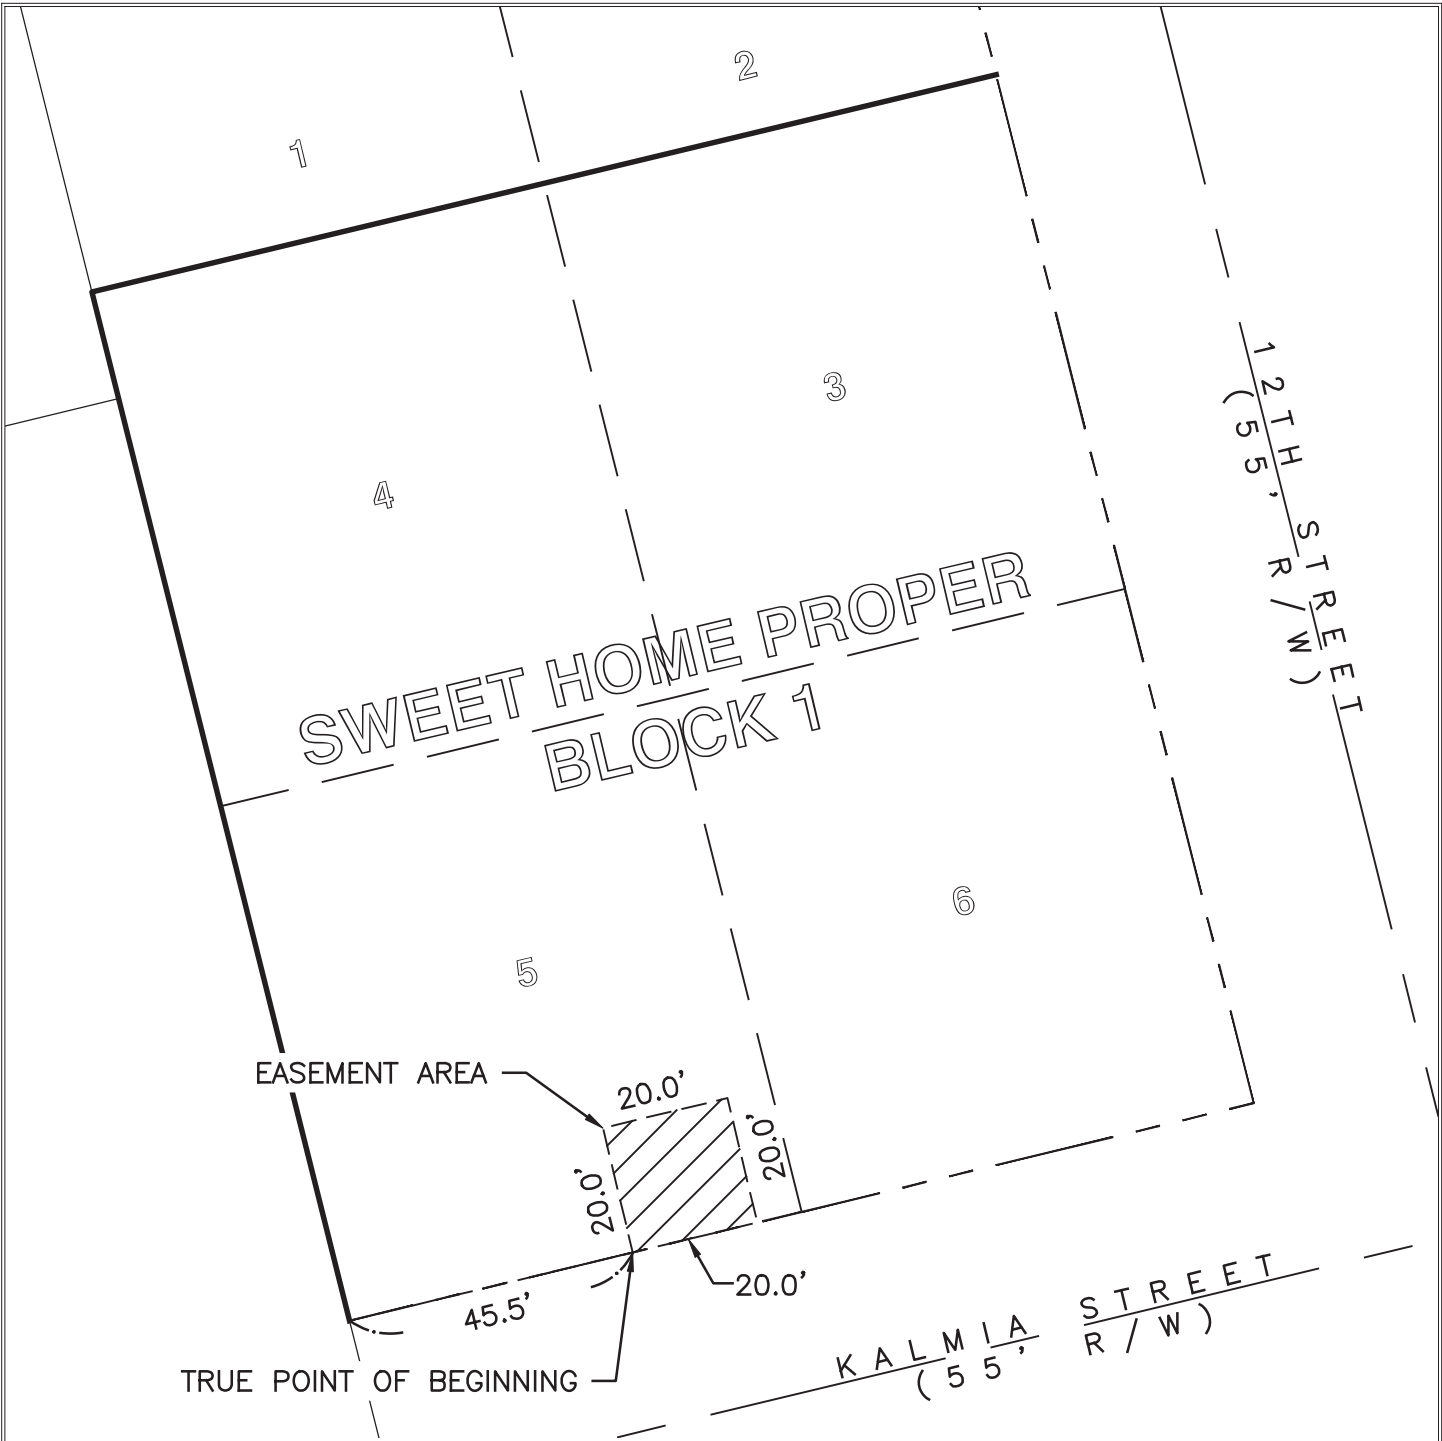 2
1
3
4
12TH STREET
(55' R/W)
SWEET HOME PROPER
BLOCK 1
6
5
EASEMENT AREA
20.0'
20.0'
20.0'
20.0'
45.5'
TRUE POINT OF BEGINNING
KALMIA STREET
(55' R/W)